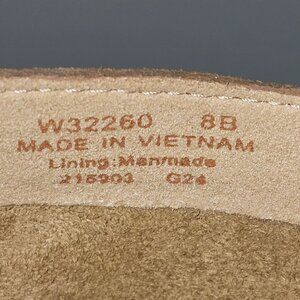 W32260 8B
MADE IN VIETNAM
Lining: Manmade
215903 G24